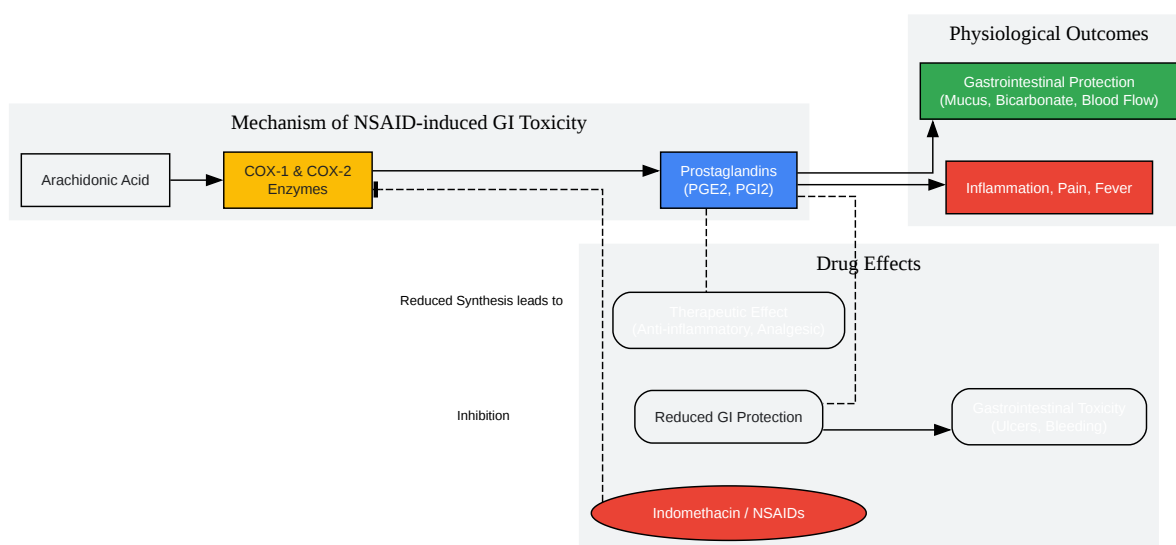 Physiological Outcomes
Gastrointestinal Protection
(Mucus, Bicarbonate, Blood Flow)
Mechanism of NSAID-induced GI Toxicity
Arachidonic Acid
COX-1 & COX-2
Enzymes
Prostaglandins
(PGE2, PGI2)
Inflammation, Pain, Fever
Drug Effects
Reduced Synthesis leads to
Therapeutic Effect
(Anti-inflammatory, Analgesic)
Inhibition
Reduced GI Protection
Gastrointestinal Toxicity
(Ulcers, Bleeding)
Indomethacin / NSAIDs